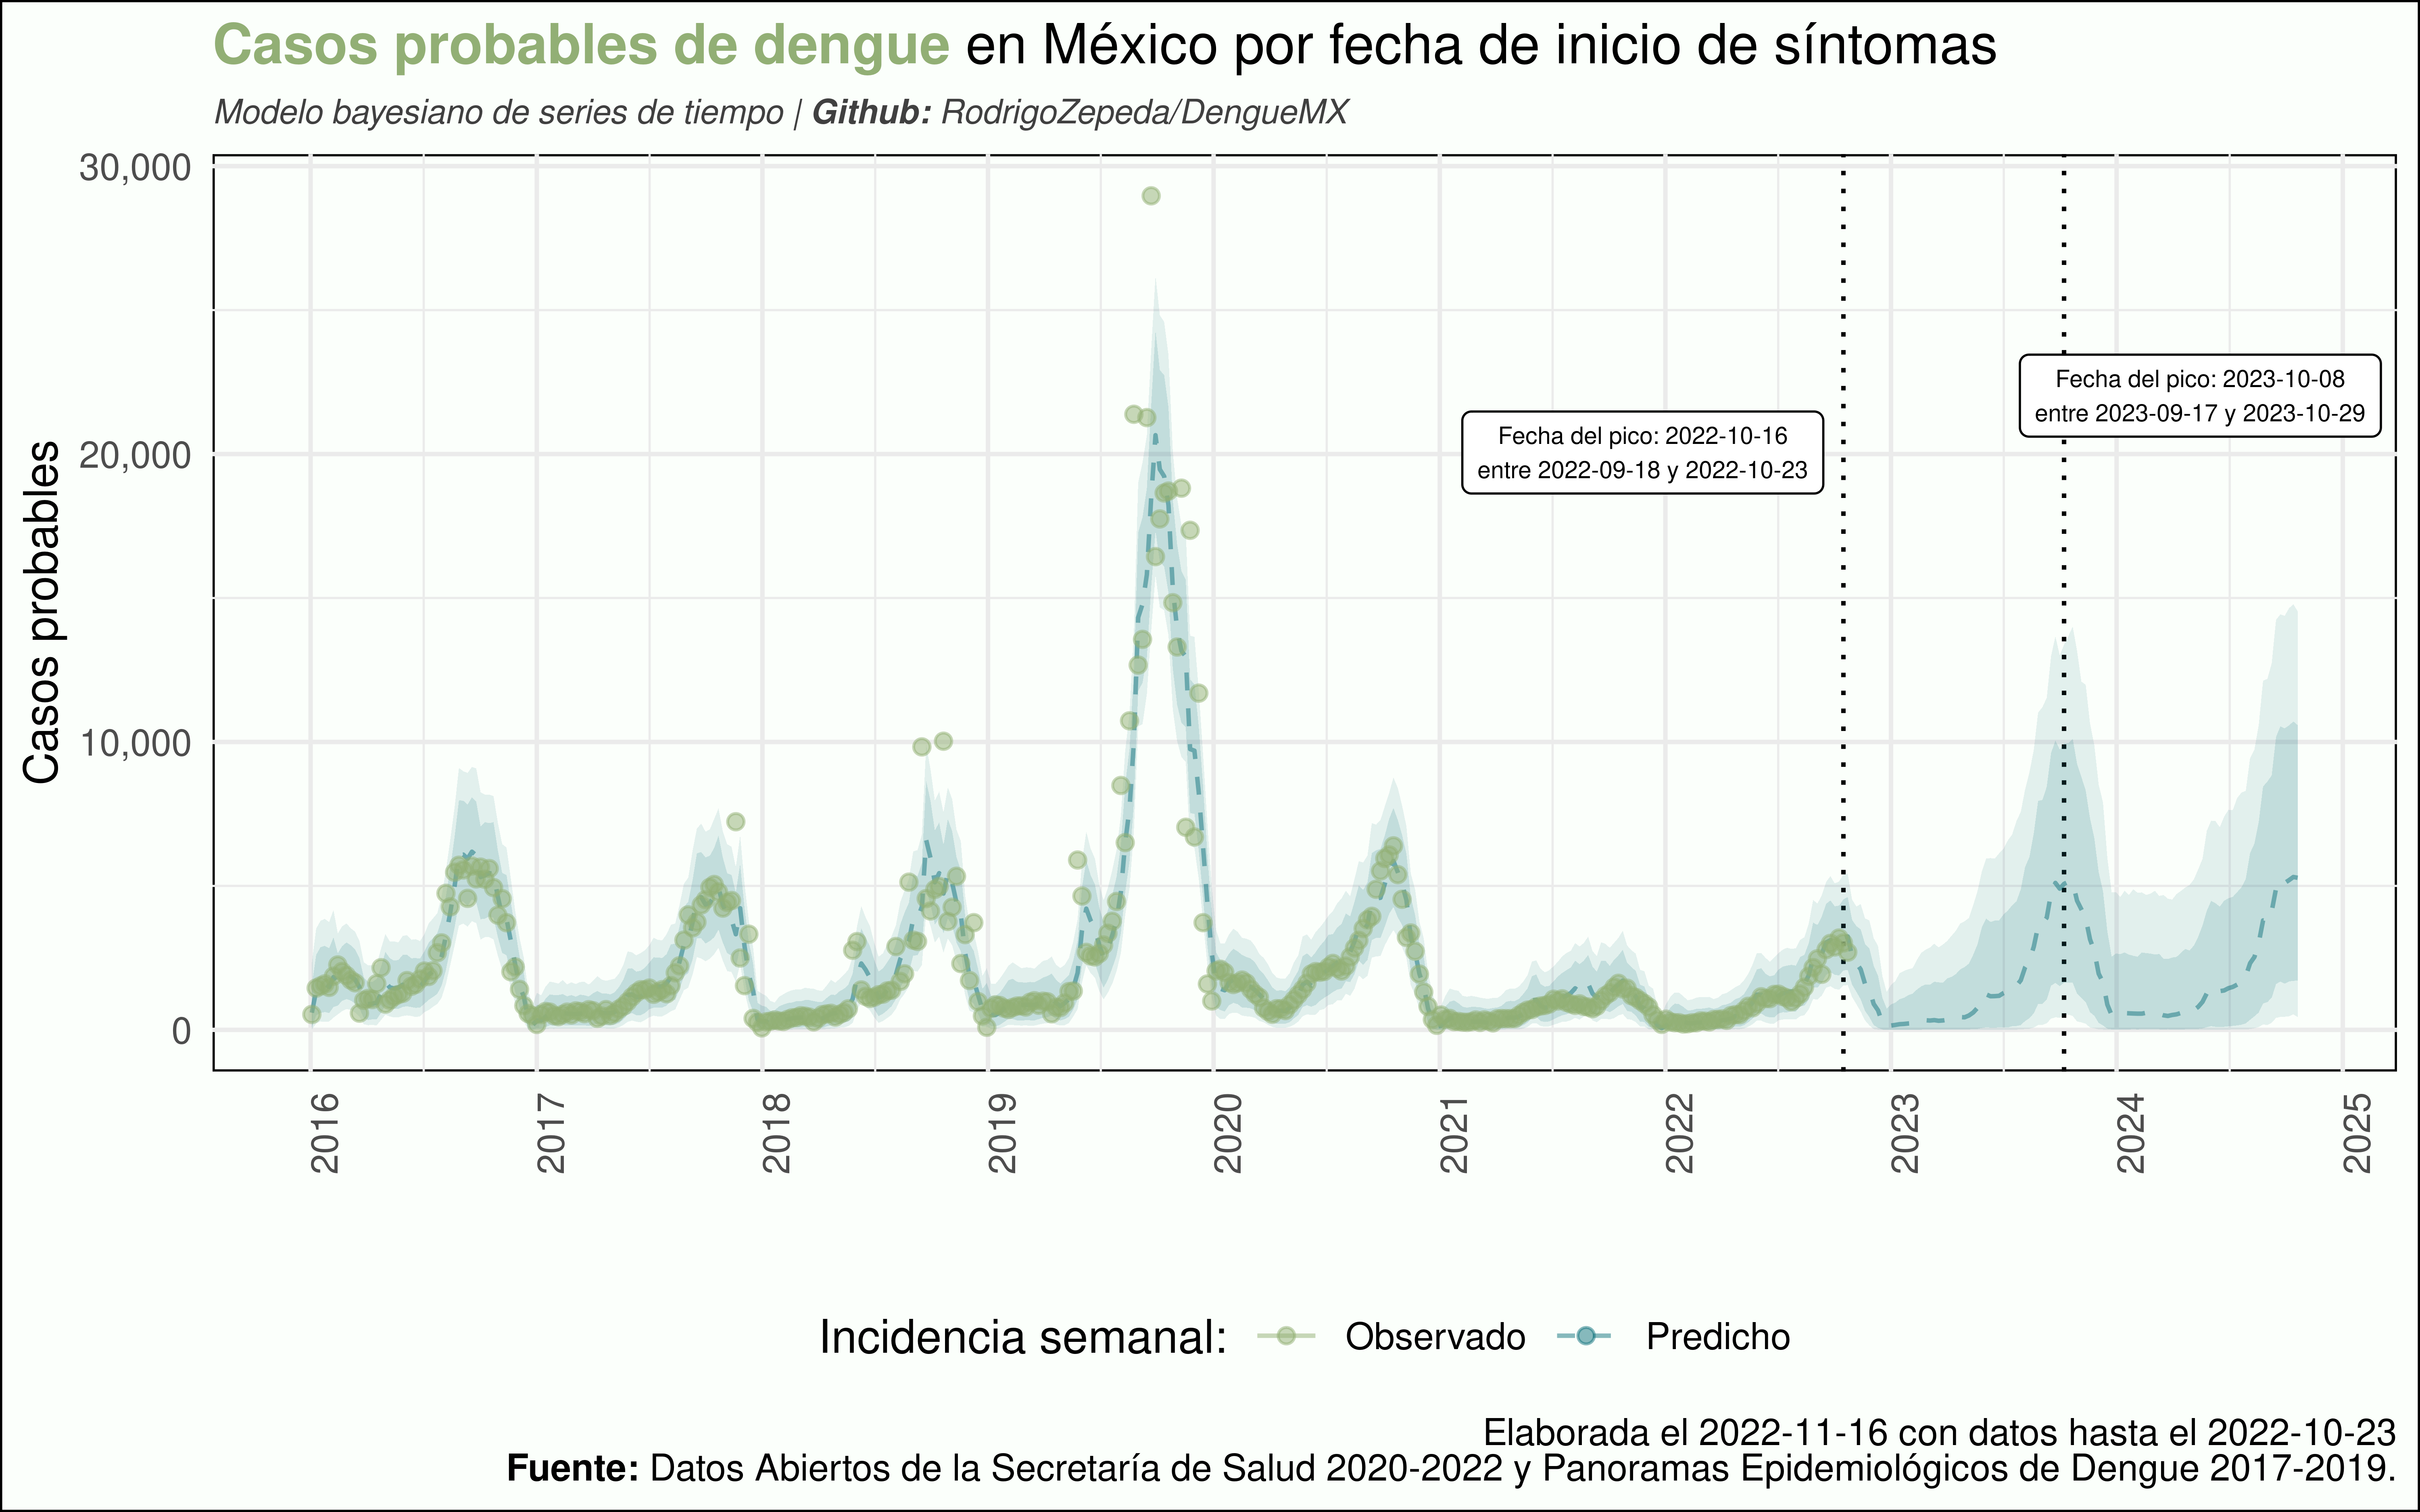 Casos probables de dengue en México por fecha de inicio de síntomas
Modelo bayesiano de series de tiempo | Github: RodrigoZepeda/DengueMX
Casos probables
30,000
20,000
10,000
0
Fecha del pico: 2022-10-16
entre 2022-09-18 y 2022-10-23
Fecha del pico: 2023-10-08
entre 2023-09-17 y 2023-10-29
2016
2017
2018
2019
2020
2021
2022
2023
2024
2025
Incidencia semanal: Observado Predicho
Elaborada el 2022-11-16 con datos hasta el 2022-10-23
Fuente: Datos Abiertos de la Secretaría de Salud 2020-2022 y Panoramas Epidemiológicos de Dengue 2017-2019.